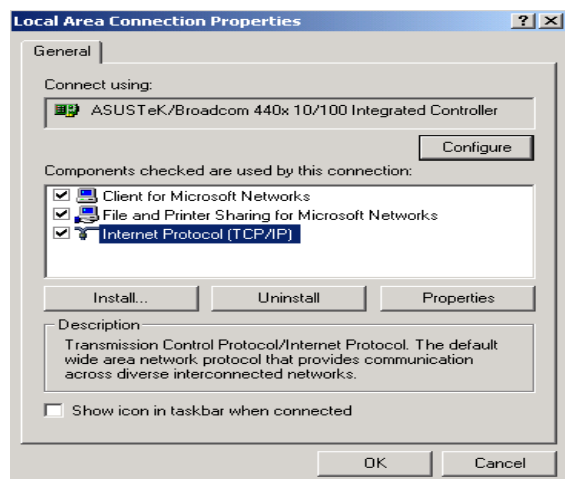 Local Area Connection Properties
General
Connect using:
ASUSTeK/Broadcom 440x 10/100 Integrated Controller
Configure
Components checked are used by this connection:
Client for Microsoft Networks
File and Printer Sharing for Microsoft Networks
Internet Protocol (TCP/IP)
Install... Uninstall Properties
Description
Transmission Control Protocol/Internet Protocol. The default
wide area network protocol that provides communication
across diverse interconnected networks.
Show icon in taskbar when connected
OK Cancel